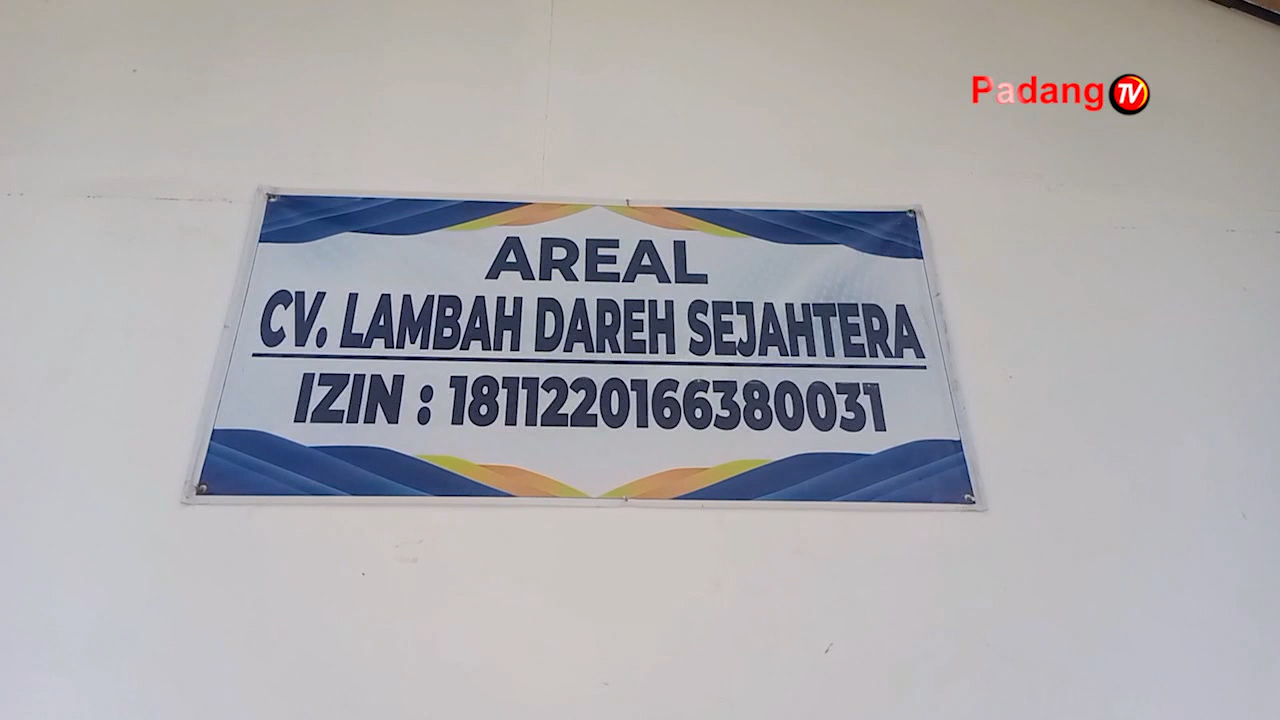 Padang TV
AREAL
CV. LAMBAH DAREH SEJAHTERA
IZIN : 1811220166380031